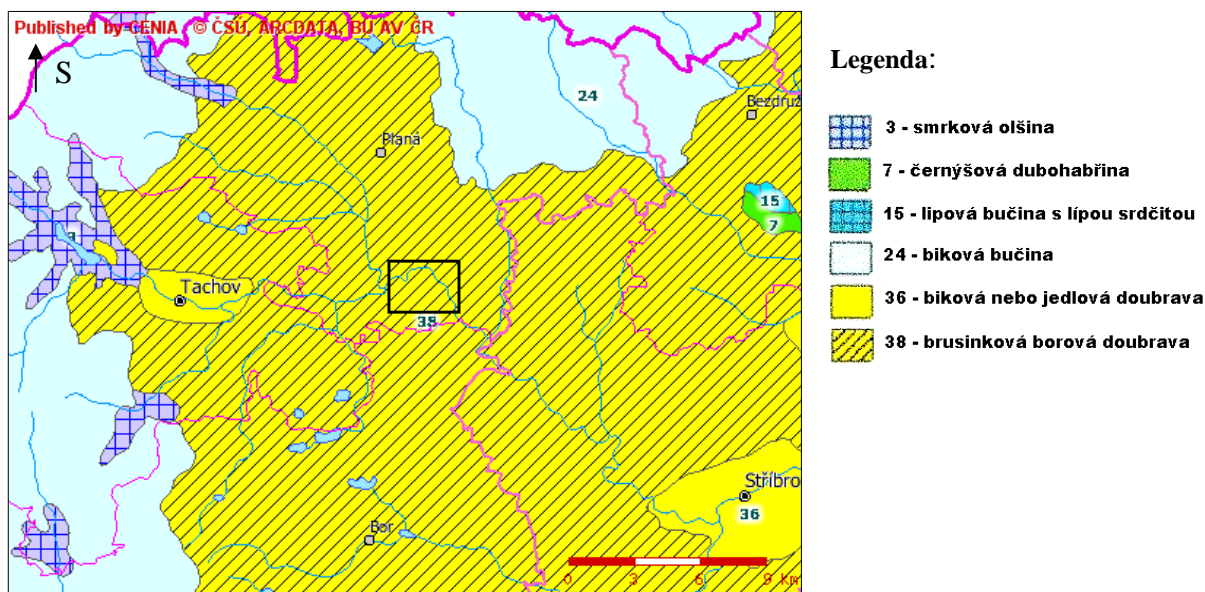 Published by CENIA , © ČSÚ, ARCDATA, BÚ AV ČR
S
24
Bezdruž
Planá
15
7
Tachov
38
Stříbro
36
Bor
0 3 6 9 Km
Legenda:
3 - smrková olšina
7 - černýšová dubohabřina
15 - lipová bučina s lípou srdčitou
24 - biková bučina
36 - biková nebo jedlová doubrava
38 - brusinková borová doubrava